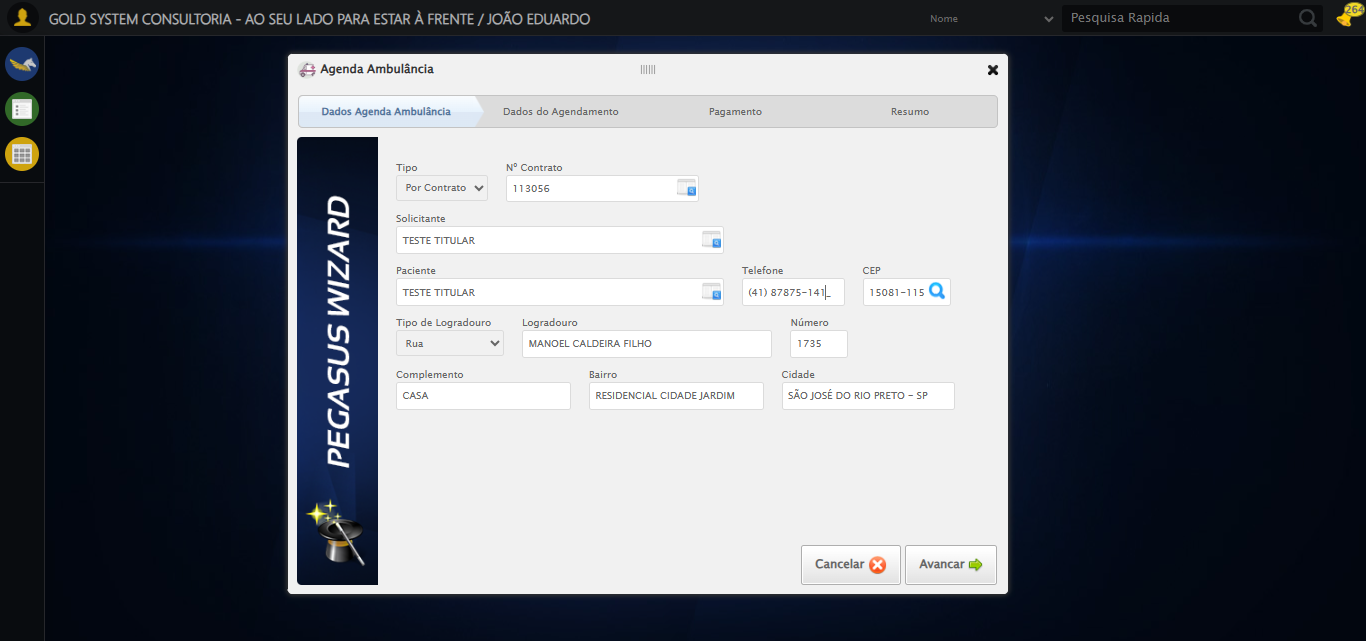 GOLD SYSTEM CONSULTORIA - AO SEU LADO PARA ESTAR À FRENTE / JOÃO EDUARDO
Nome
Pesquisa Rapida
264
Agenda Ambulância
Dados Agenda Ambulância
Dados do Agendamento
Pagamento
Resumo
PEGASUS WIZARD
Tipo
Nº Contrato
Por Contrato
113056
Solicitante
TESTE TITULAR
Paciente
Telefone
CEP
TESTE TITULAR
(41) 87875-141_
15081-115
Tipo de Logradouro
Logradouro
Número
Rua
MANOEL CALDEIRA FILHO
1735
Complemento
Bairro
Cidade
CASA
RESIDENCIAL CIDADE JARDIM
SÃO JOSÉ DO RIO PRETO - SP
Cancelar
Avancar